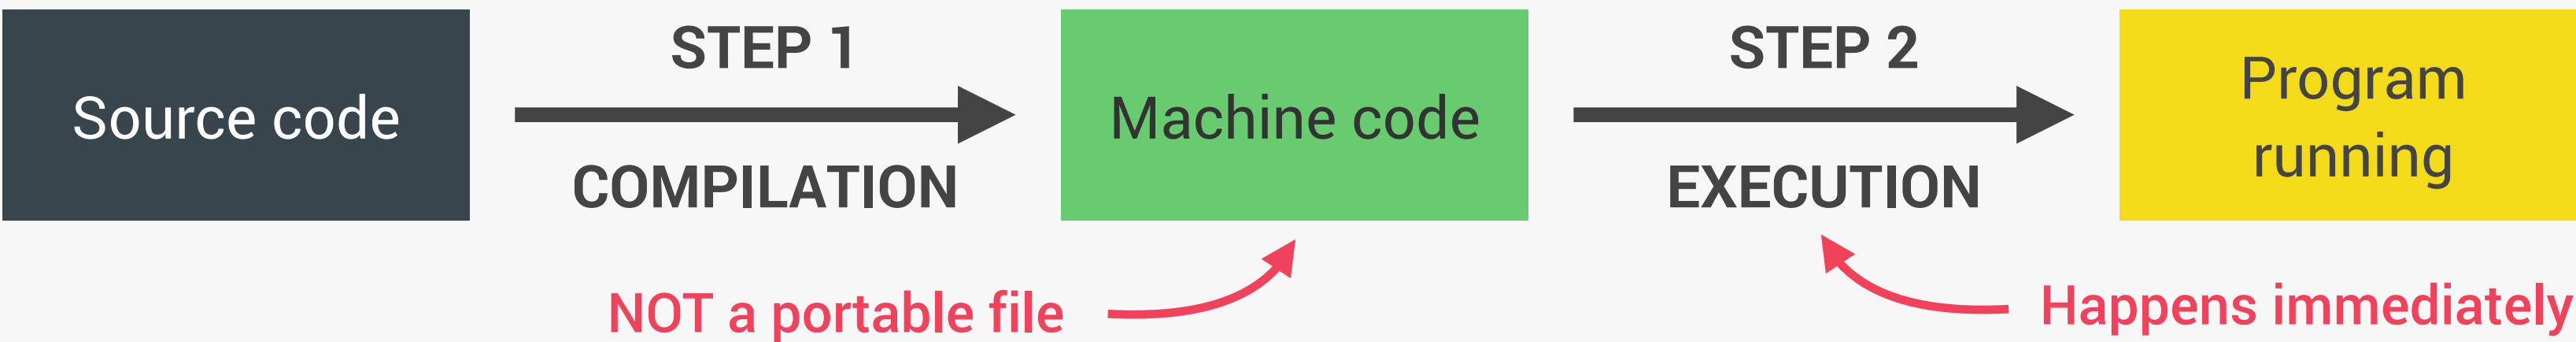 Source code
STEP 1
COMPILATION
Machine code
STEP 2
EXECUTION
Program
running
NOT a portable file
Happens immediately